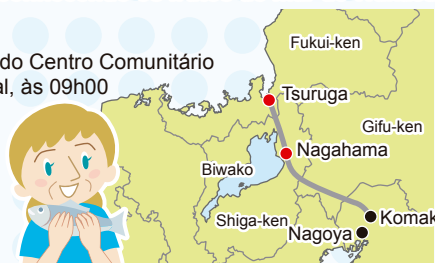 do Centro Comunitário
al, às 09h00
Fukui-ken
Tsuruga
Gifu-ken
Nagahama
Biwako
Shiga-ken
Komak
Nagoya